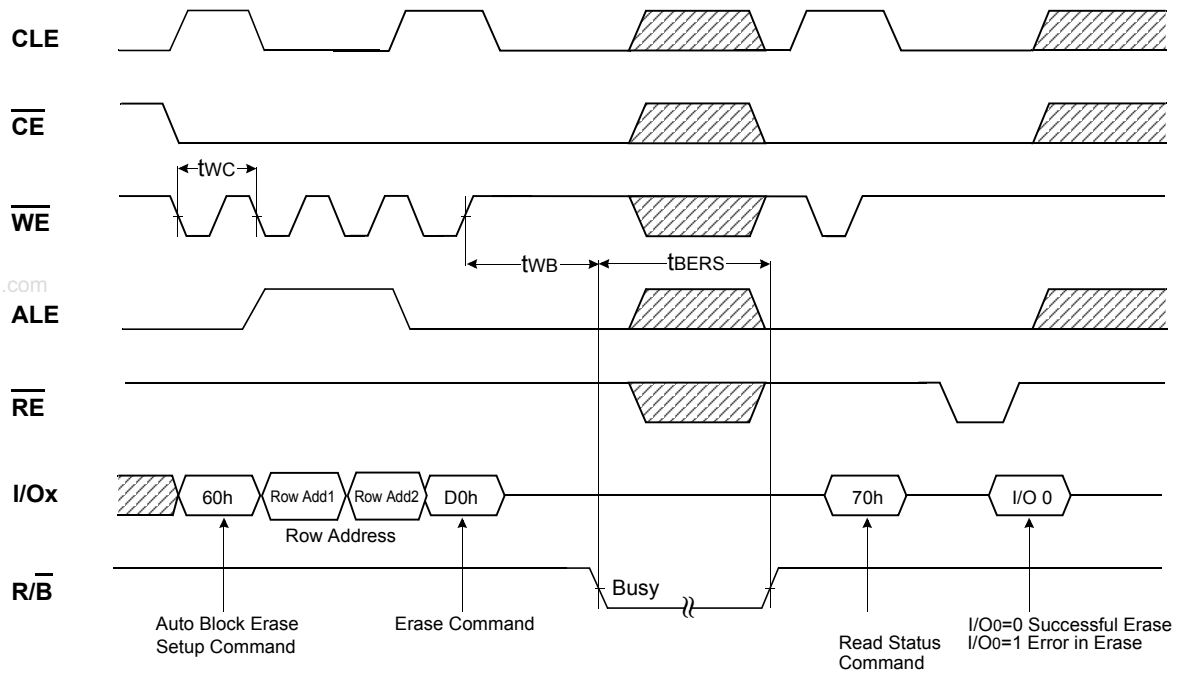 CLE
CE
tWC
WE
tWB
tBERS
.com
ALE
RE
I/Ox
60h
Row Add1
Row Add2
D0h
70h
I/O 0
Row Address
R/B
Busy
Auto Block Erase
Setup Command
Erase Command
Read Status
Command
I/O0=0 Successful Erase
I/O0=1 Error in Erase